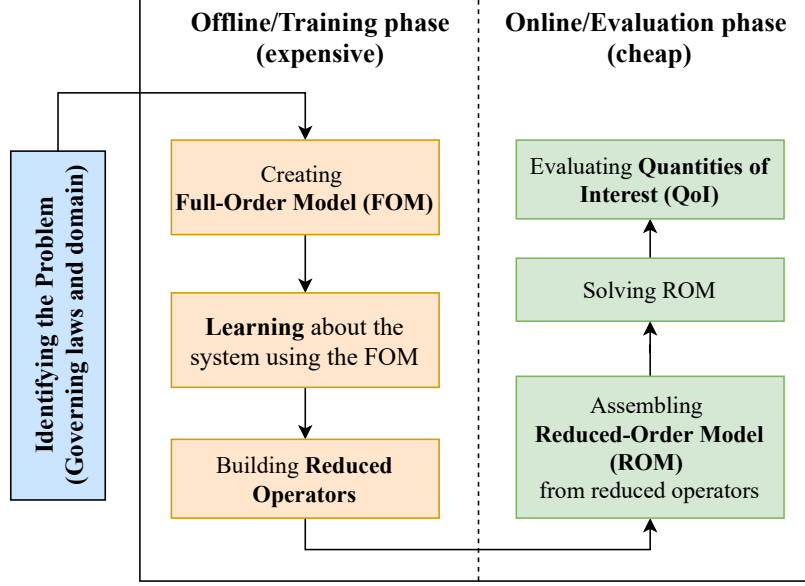 Offline/Training phase
(expensive)
Online/Evaluation phase
(cheap)
Identifying the Problem
(Governing laws and domain)
Creating
Full-Order Model (FOM)
Learning about the
system using the FOM
Building Reduced
Operators
Evaluating Quantities of
Interest (QoI)
Solving ROM
Assembling
Reduced-Order Model
(ROM)
from reduced operators